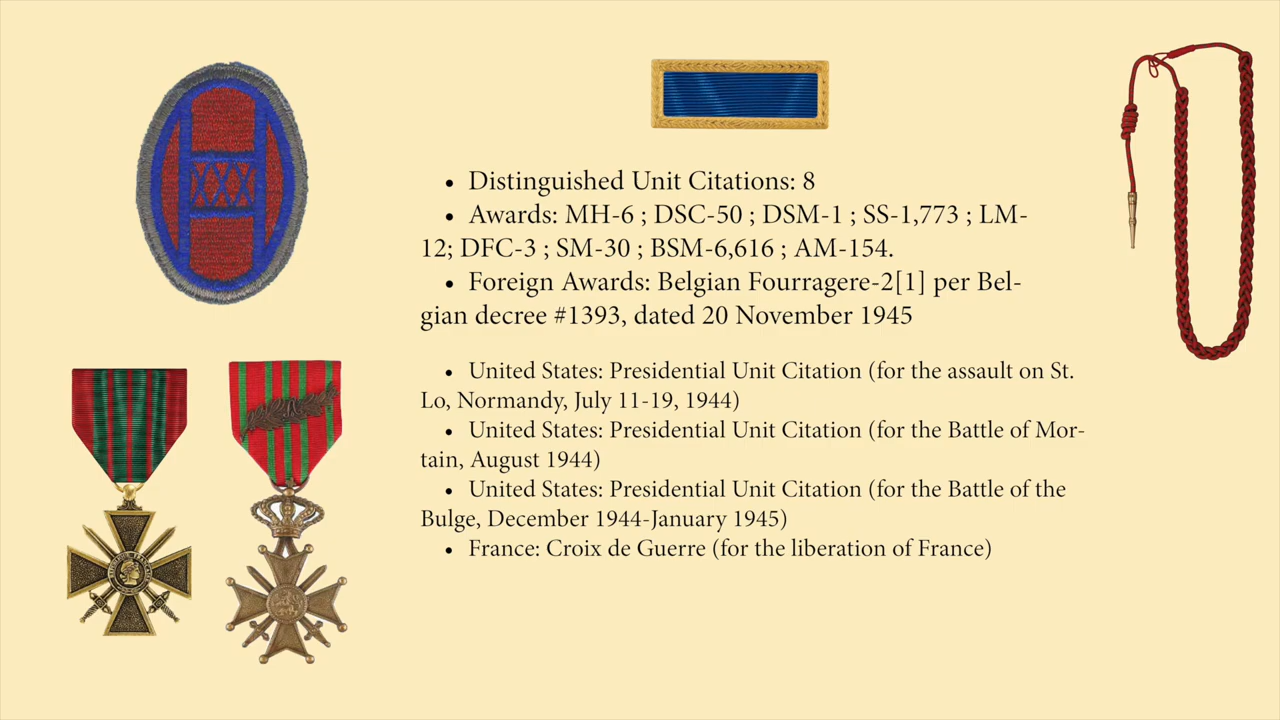 XXX
• Distinguished Unit Citations: 8
• Awards: MH-6 ; DSC-50 ; DSM-1 ; SS-1,773 ; LM-
12; DFC-3 ; SM-30 ; BSM-6,616 ; AM-154.
• Foreign Awards: Belgian Fourragere-2[1] per Bel-
gian decree #1393, dated 20 November 1945
• United States: Presidential Unit Citation (for the assault on St.
Lo, Normandy, July 11-19, 1944)
• United States: Presidential Unit Citation (for the Battle of Mor-
tain, August 1944)
• United States: Presidential Unit Citation (for the Battle of the
Bulge, December 1944-January 1945)
• France: Croix de Guerre (for the liberation of France)